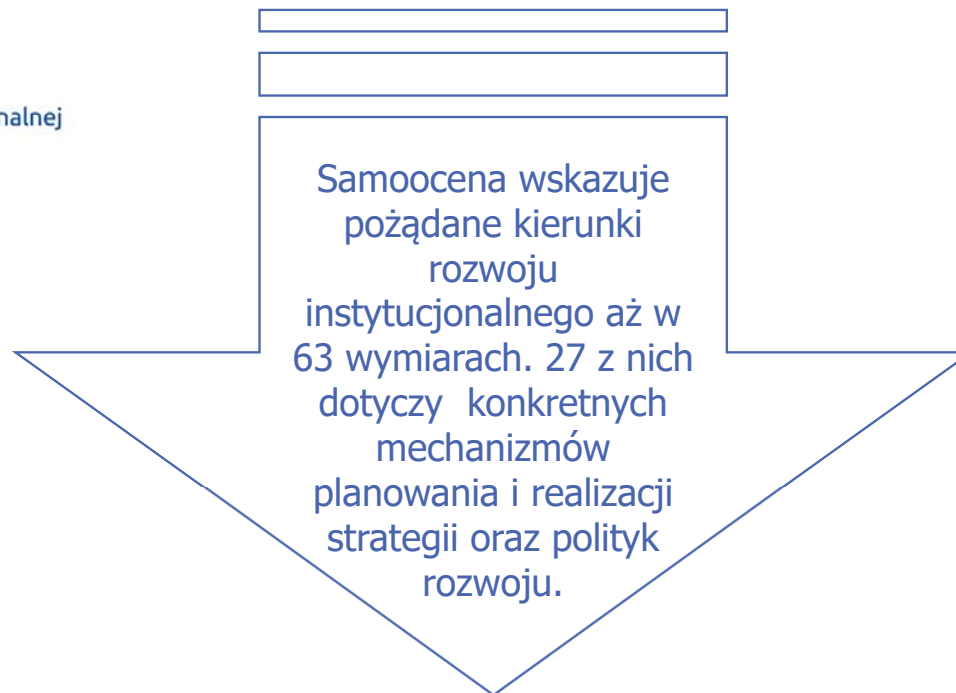 nalnej
Samoocena wskazuje
pożądane kierunki
rozwoju
instytucjonalnego aż w
63 wymiarach. 27 z nich
dotyczy  konkretnych
mechanizmów
planowania i realizacji
strategii oraz polityk
rozwoju.